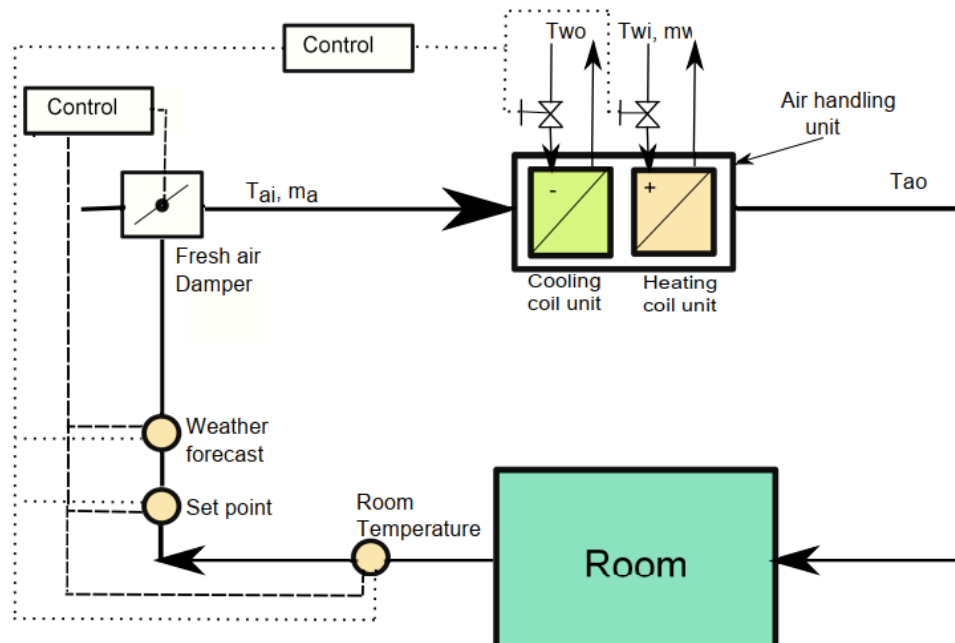 Control
Two
Twi, mw
Control
Air handling
unit
Tai, ma
Tao
Fresh air
Damper
-
+
Cooling
coil unit
Heating
coil unit
Weather
forecast
Set point
Room
Temperature
Room